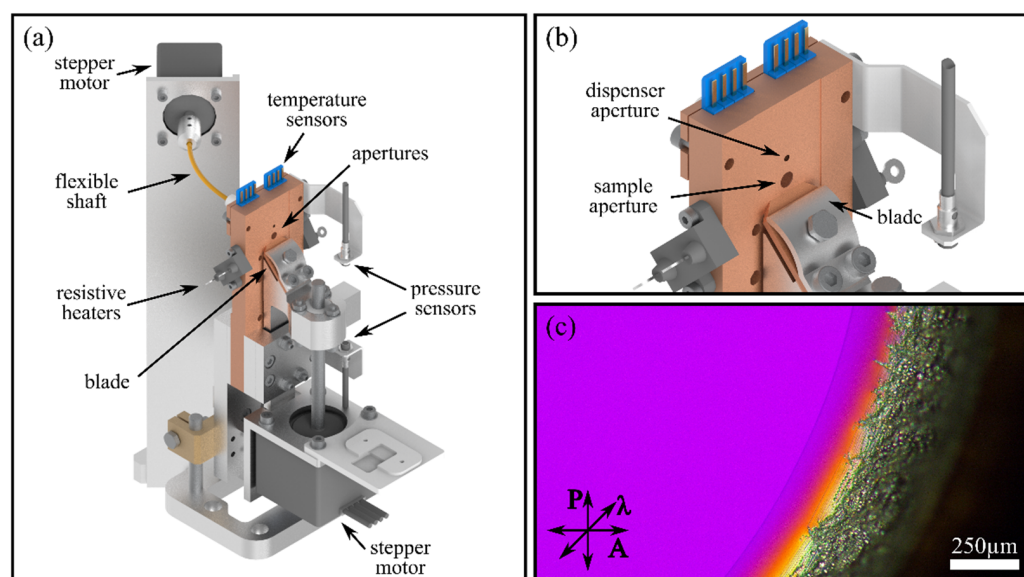 (a)
stepper
motor
temperature
sensors
apertures
flexible
shaft
resistive
heaters
pressure
sensors
blade
stepper
motor
(b)
dispenser
aperture
sample
aperture
blade
(c)
P
λ
A
250μm